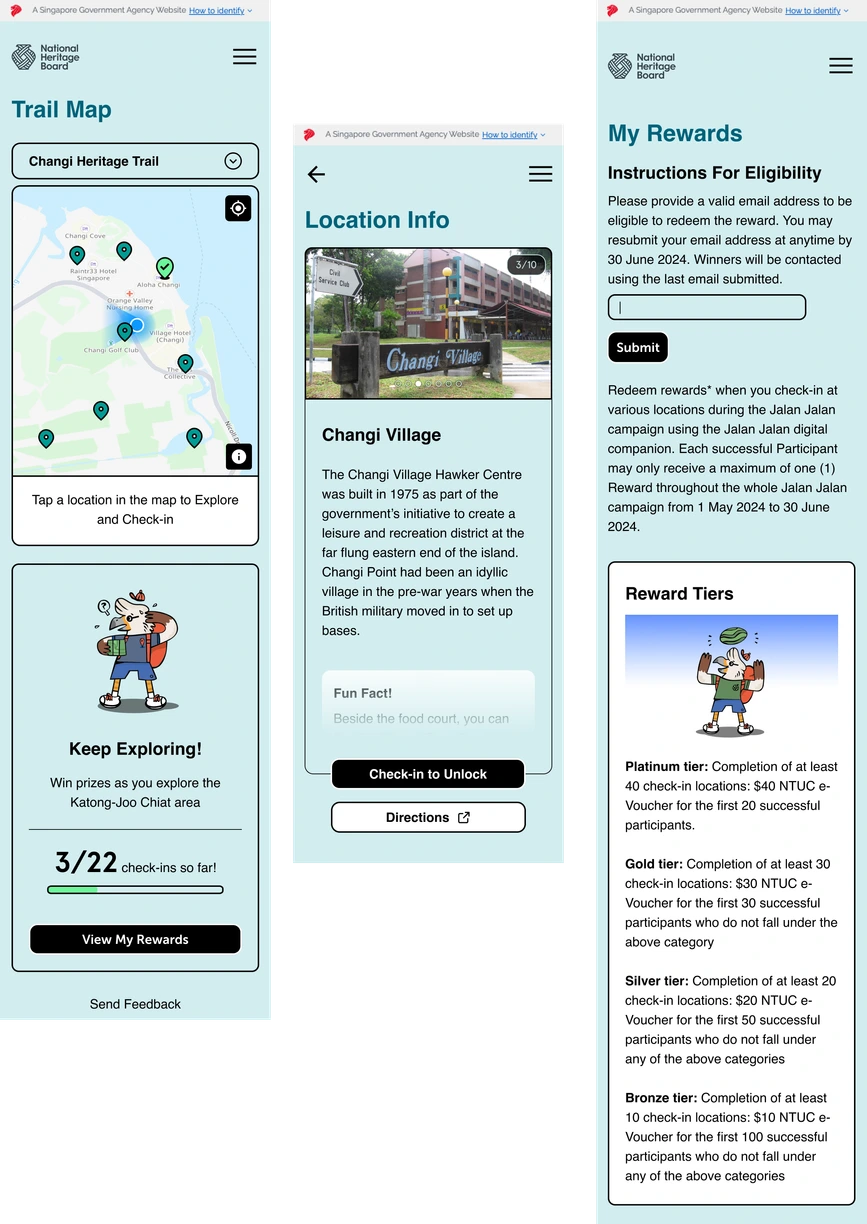 A Singapore Government Agency Website How to identify
National
Heritage
Board
Trail Map
Changi Heritage Trail
Changi Cove
Raintr33 Hotel
Singapore
Aloha Changi
Orange Valley
Nursing Home
Village Hotel
(Changi)
Changi Golf Club
The
Collective
Nicoll D
Tap a location in the map to Explore
and Check-in
?
Keep Exploring!
Win prizes as you explore the
Katong-Joo Chiat area
3/22 check-ins so far!
View My Rewards
Send Feedback
A Singapore Government Agency Website How to identify
Location Info
3/10
Civil
Service Club
Changi Village
Changi Village
The Changi Village Hawker Centre
was built in 1975 as part of the
government's initiative to create a
leisure and recreation district at the
far flung eastern end of the island.
Changi Point had been an idyllic
village in the pre-war years when the
British military moved in to set up
bases.
Fun Fact!
Beside the food court, you can
Check-in to Unlock
Directions
A Singapore Government Agency Website How to identify
National
Heritage
Board
My Rewards
Instructions For Eligibility
Please provide a valid email address to be
eligible to redeem the reward. You may
resubmit your email address at anytime by
30 June 2024. Winners will be contacted
using the last email submitted.
Submit
Redeem rewards* when you check-in at
various locations during the Jalan Jalan
campaign using the Jalan Jalan digital
companion. Each successful Participant
may only receive a maximum of one (1)
Reward throughout the whole Jalan Jalan
campaign from 1 May 2024 to 30 June
2024.
Reward Tiers
Platinum tier: Completion of at least
40 check-in locations: $40 NTUC e-
Voucher for the first 20 successful
participants.
Gold tier: Completion of at least 30
check-in locations: $30 NTUC e-
Voucher for the first 30 successful
participants who do not fall under the
above category
Silver tier: Completion of at least 20
check-in locations: $20 NTUC e-
Voucher for the first 50 successful
participants who do not fall under
any of the above categories
Bronze tier: Completion of at least
10 check-in locations: $10 NTUC e-
Voucher for the first 100 successful
participants who do not fall under
any of the above categories